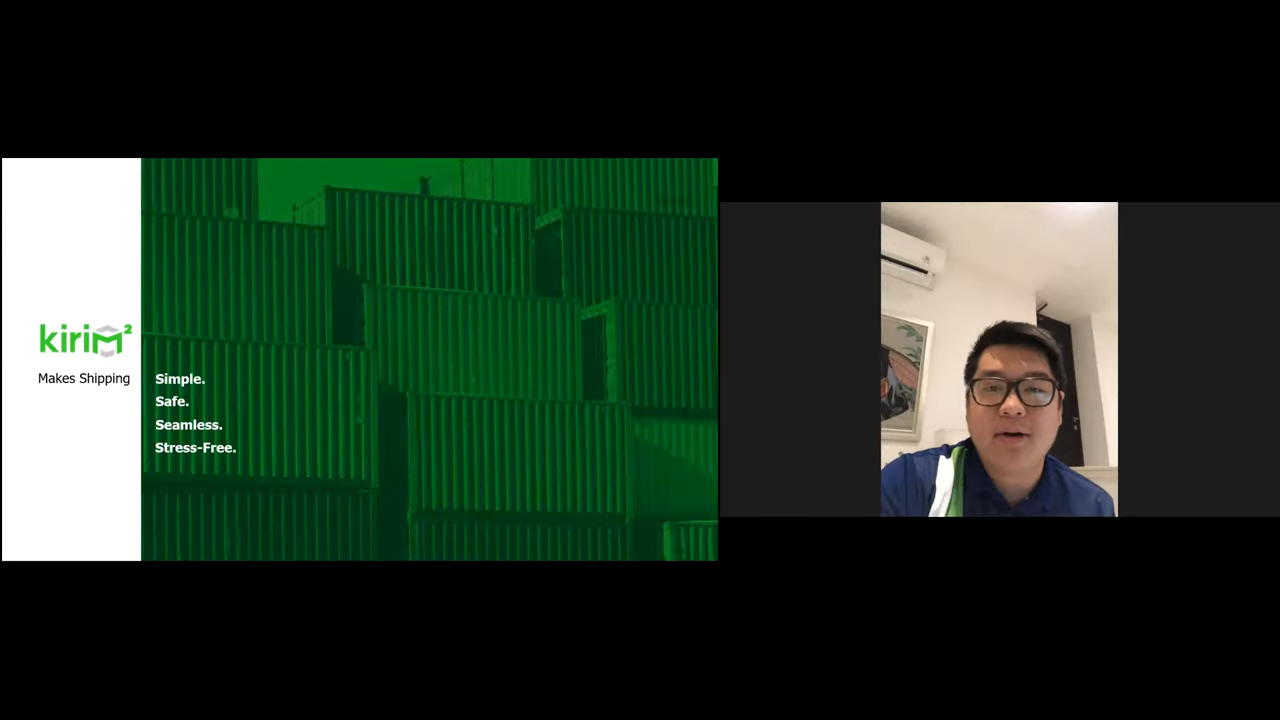 kirim²
Makes Shipping
Simple.
Safe.
Seamless.
Stress-Free.